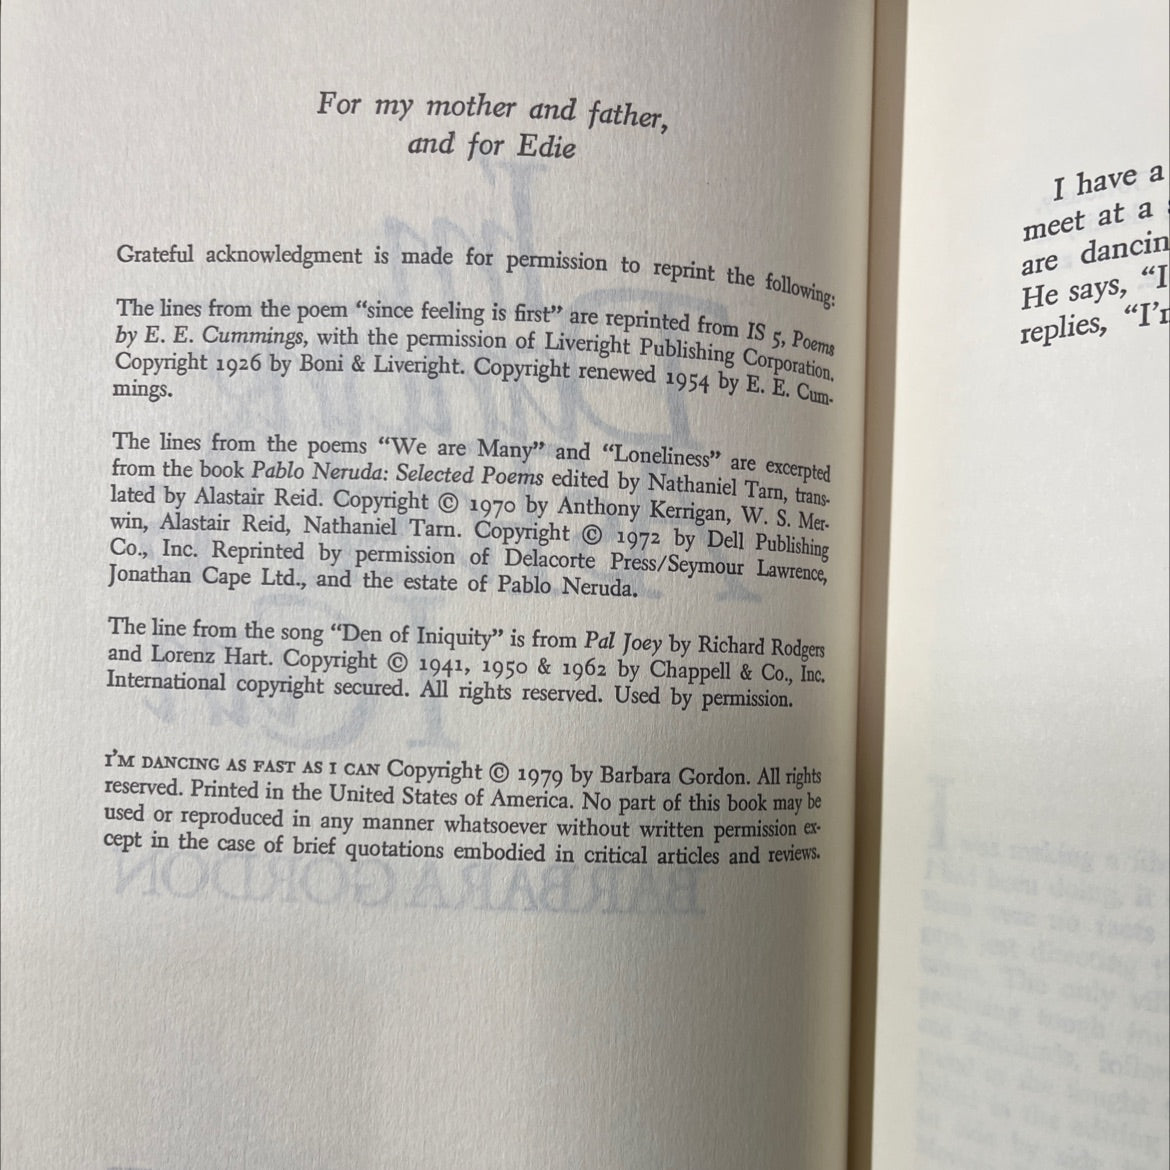 For my mother and father,
and for Edie
Grateful acknowledgment is made for permission to reprint the following:
The lines from the poem “since feeling is first” are reprinted from IS 5, Poems
by E. E. Cummings, with the permission of Liveright Publishing Corporation.
Copyright 1926 by Boni & Liveright. Copyright renewed 1954 by E. E. Cum-
mings.
The lines from the poems “We are Many” and “Loneliness” are excerpted
from the book Pablo Neruda: Selected Poems edited by Nathaniel Tarn, trans-
lated by Alastair Reid. Copyright © 1970 by Anthony Kerrigan, W. S. Mer-
win, Alastair Reid, Nathaniel Tarn. Copyright © 1972 by Dell Publishing
Co., Inc. Reprinted by permission of Delacorte Press/Seymour Lawrence,
Jonathan Cape Ltd., and the estate of Pablo Neruda.
The line from the song “Den of Iniquity” is from Pal Joey by Richard Rodgers
and Lorenz Hart. Copyright © 1941, 1950 & 1962 by Chappell & Co., Inc.
International copyright secured. All rights reserved. Used by permission.
I’M DANCING AS FAST AS I CAN Copyright © 1979 by Barbara Gordon. All rights
reserved. Printed in the United States of America. No part of this book may be
used or reproduced in any manner whatsoever without written permission ex-
cept in the case of brief quotations embodied in critical articles and reviews.
BARBARA GORDON
I have a
meet at a
are dancin
He says, “I
replies, “I’m